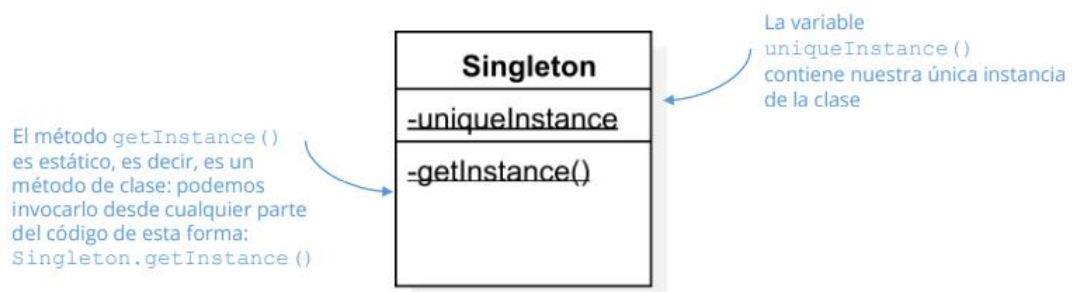 La variable
uniqueInstance()
contiene nuestra única instancia
de la clase
Singleton
-uniqueInstance
-getInstance()
El método getInstance()
es estático, es decir, es un
método de clase: podemos
invocarlo desde cualquier parte
del código de esta forma:
Singleton.getInstance()